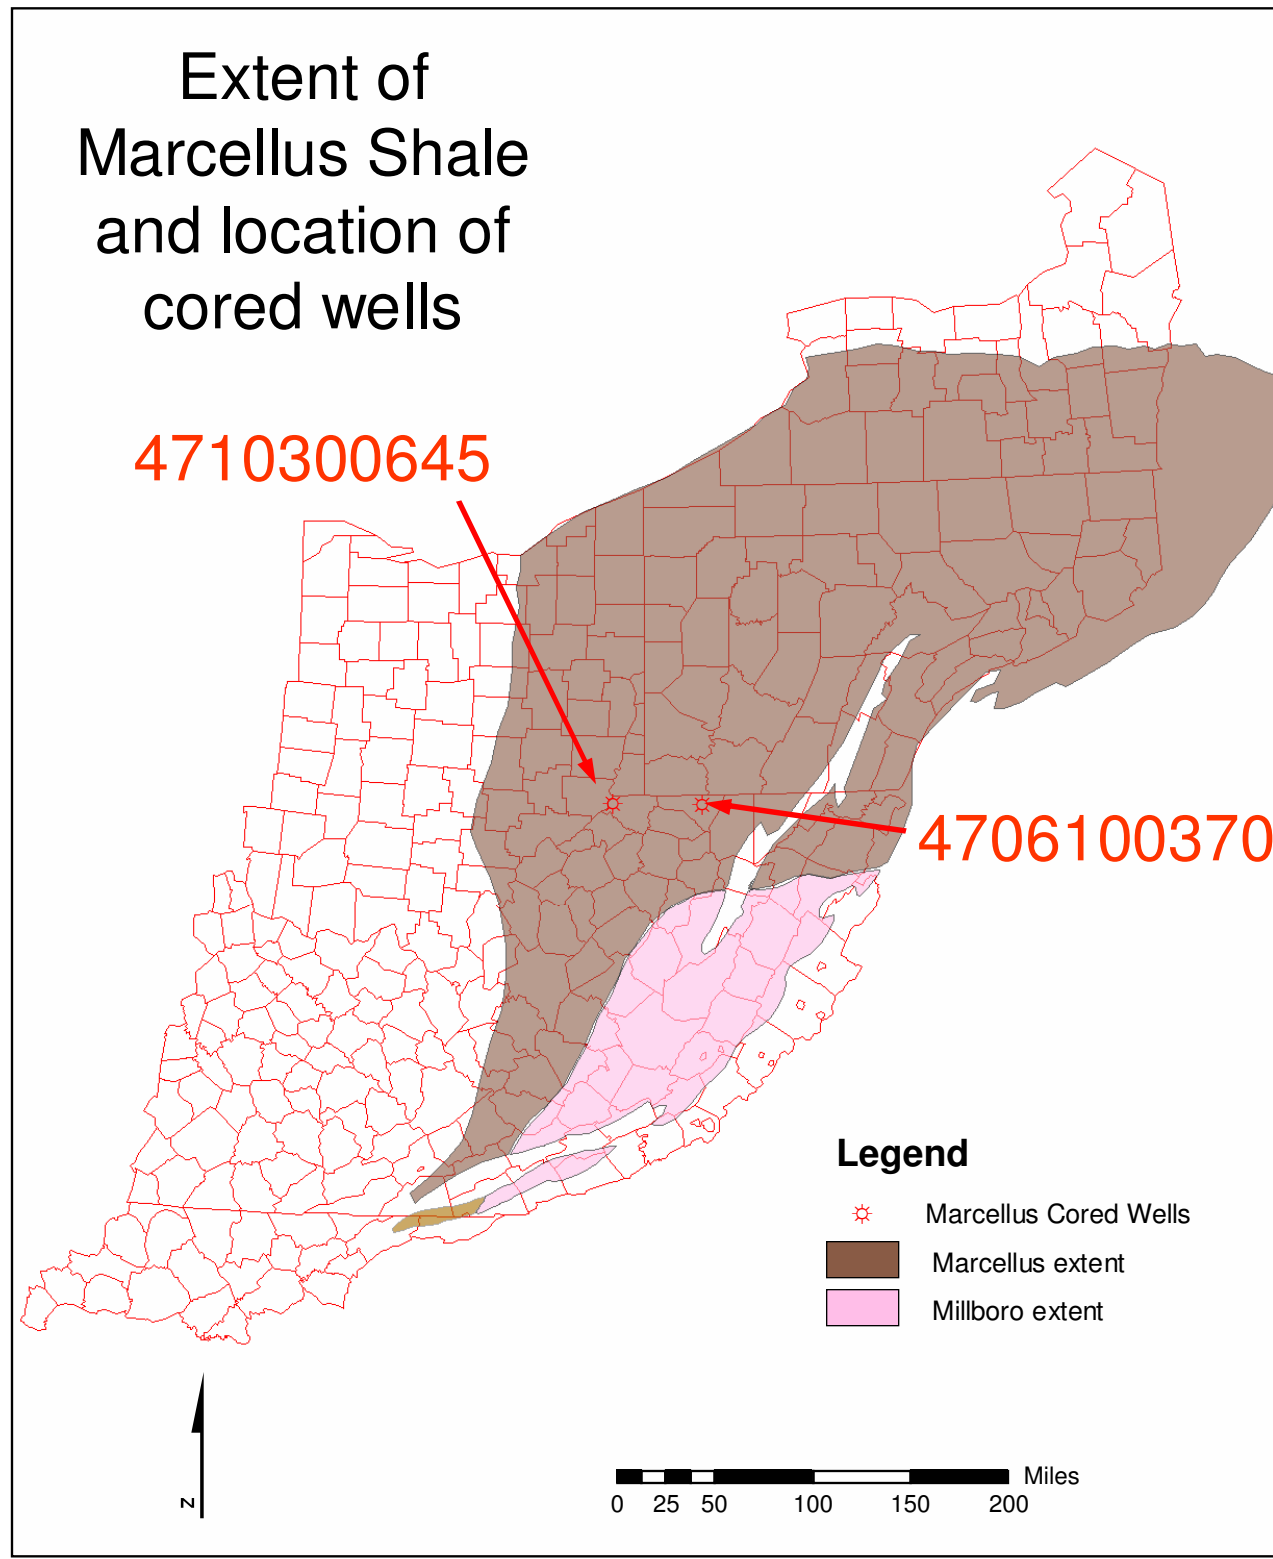 Extent of
Marcellus Shale
and location of
cored wells
4710300645
4706100370
Legend
Marcellus Cored Wells
Marcellus extent
Millboro extent
N
Miles
0 25 50 100 150 200